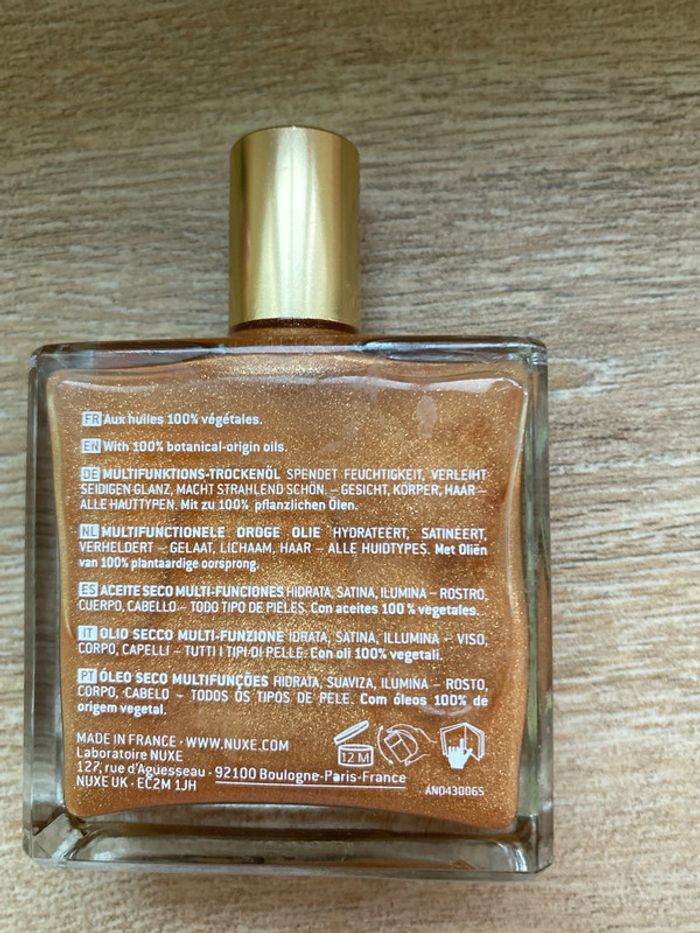 FR Aux huiles 100% végétales.
EN With 100% botanical-origin oils.
DE MULTIFUNKTIONS-TROCKENÖL SPENDET FEUCHTIGKEIT, VERLEIHT
SEIDIGEN GLANZ, MACHT STRAHLEND SCHÖN. – GESICHT, KÖRPER, HAAR –
ALLE HAUTTYPEN. Mit zu 100% pflanzlichen Ölen.
NL MULTIFUNCTIONELE DROGE OLIE HYDRATEERT, SATINEERT,
VERHELDERT – GELAAT, LICHAAM, HAAR – ALLE HUIDTYPES. Met Oliën
van 100% plantaardige oorsprong.
ES ACEITE SECO MULTI-FUNCIONES HIDRATA, SATINA, ILUMINA – ROSTRO,
CUERPO, CABELLO – TODO TIPO DE PIELES. Con aceites 100 % vegetales.
IT OLIO SECCO MULTI-FUNZIONE IDRATA, SATINA, ILLUMINA – VISO,
CORPO, CAPELLI – TUTTI I TIPI DI PELLE. Con oli 100% vegetali.
PT ÓLEO SECO MULTIFUNÇÕES HIDRATA, SUAVIZA, ILUMINA – ROSTO,
CORPO, CABELO – TODOS OS TIPOS DE PELE. Com óleos 100% de
origem vegetal.
MADE IN FRANCE · WWW.NUXE.COM
Laboratoire NUXE
127, rue d'Aguesseau · 92100 Boulogne-Paris-France
NUXE UK · EC2M 1JH
12 M
AN0430065